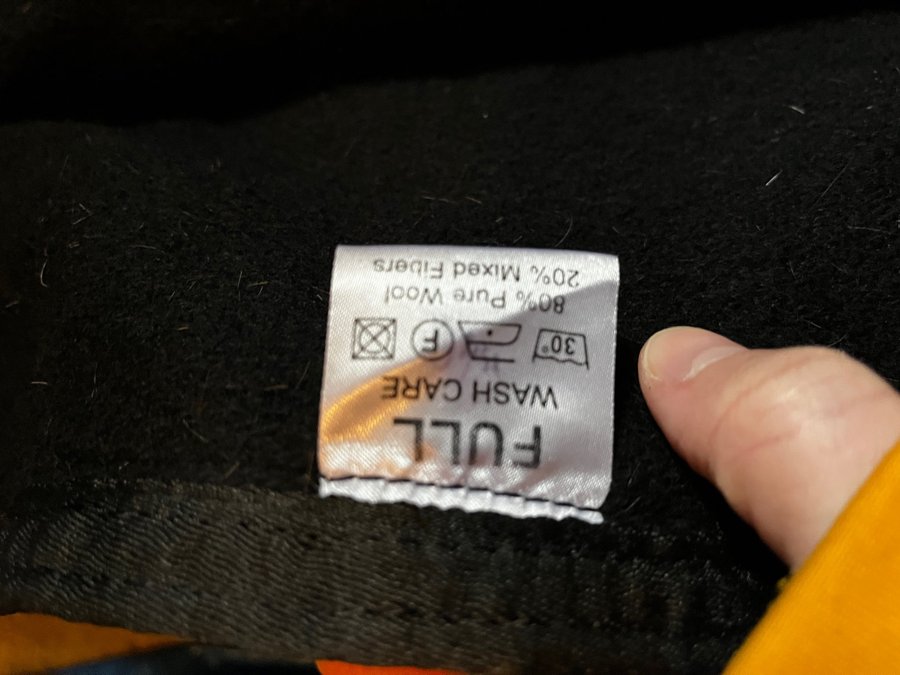 FULL
WASH CARE
30° F
80% Pure Wool
20% Mixed Fibers